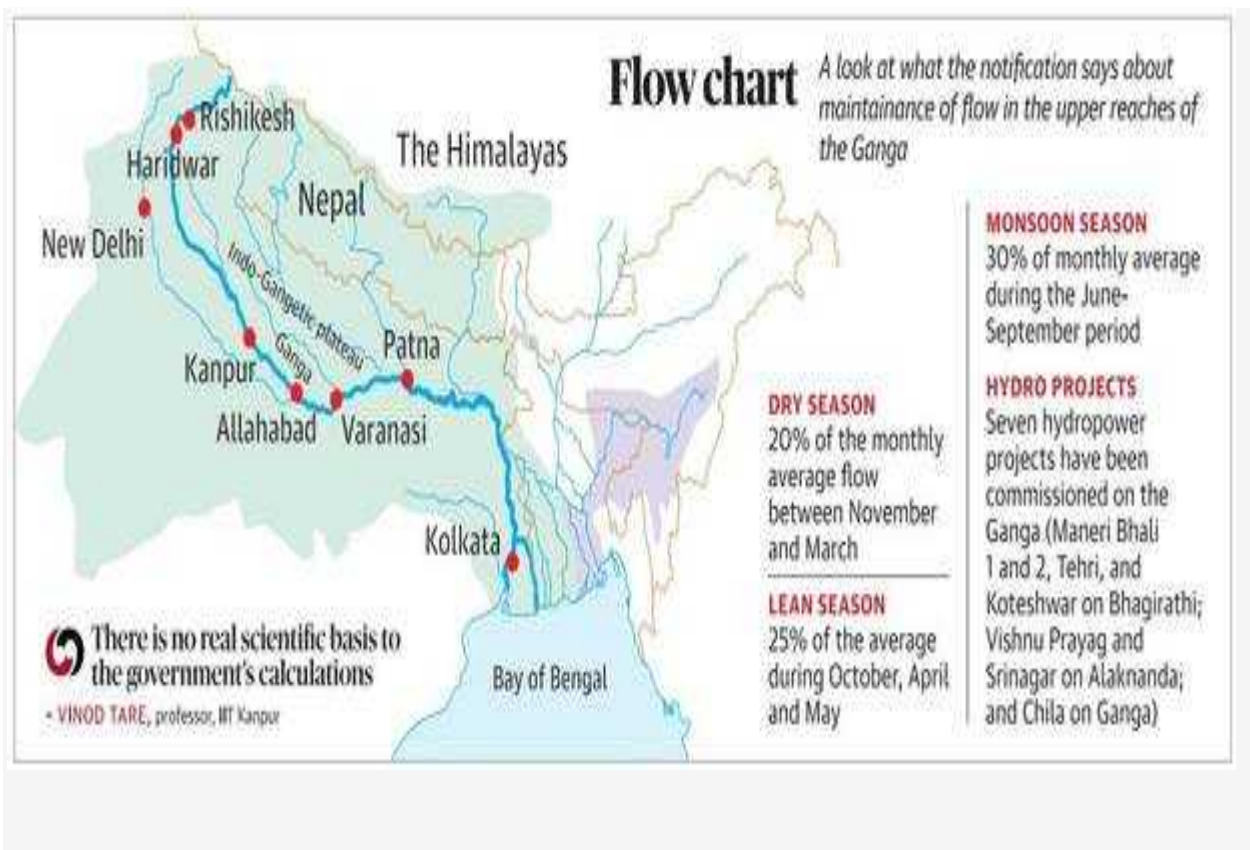 Flow chart
A look at what the notification says about
maintainance of flow in the upper reaches of
the Ganga
Rishikesh
Haridwar
The Himalayas
Nepal
New Delhi
Indo-Gangetic plateau
Ganga
Kanpur
Patna
Allahabad
Varanasi
Kolkata
Bay of Bengal
There is no real scientific basis to
the government's calculations
- VINOD TARE, professor, IIT Kanpur
DRY SEASON
20% of the monthly
average flow
between November
and March
LEAN SEASON
25% of the average
during October, April
and May
MONSOON SEASON
30% of monthly average
during the June-
September period
HYDRO PROJECTS
Seven hydropower
projects have been
commissioned on the
Ganga (Maneri Bhali
1 and 2, Tehri, and
Koteshwar on Bhagirathi;
Vishnu Prayag and
Srinagar on Alaknanda;
and Chila on Ganga)